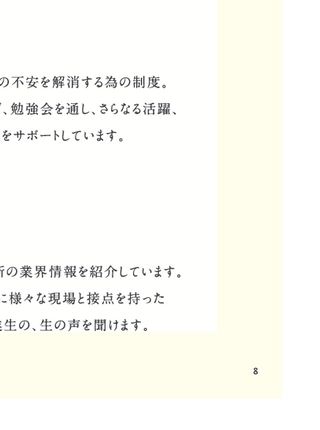 の不安を解消する為の制度。
、勉強会を通し、さらなる活躍、
をサポートしています。
の業界情報を紹介しています。
に様々な現場と接点を持った
生の、生の声を聞けます。
8